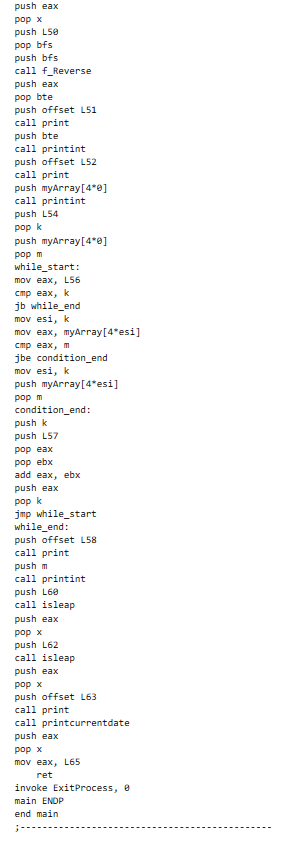 push eax
pop x
push L50
pop bfs
push bfs
call f_Reverse
push eax
pop bte
push offset L51
call print
push bte
call printint
push offset L52
call print
push myArray[4*0]
call printint
push L54
pop k
push myArray[4*0]
pop m
while_start:
mov eax, L56
cmp eax, k
jb while_end
mov esi, k
mov eax, myArray[4*esi]
cmp eax, m
jbe condition_end
mov esi, k
push myArray[4*esi]
pop m
condition_end:
push k
push L57
pop eax
pop ebx
add eax, ebx
push eax
pop k
jmp while_start
while_end:
push offset L58
call print
push m
call printint
push L60
call isleap
push eax
pop x
push L62
call isleap
push eax
pop x
push offset L63
call print
call printcurrentdate
push eax
pop x
mov eax, L65
ret
invoke ExitProcess, 0
main ENDP
end main
;----------------------------------------------